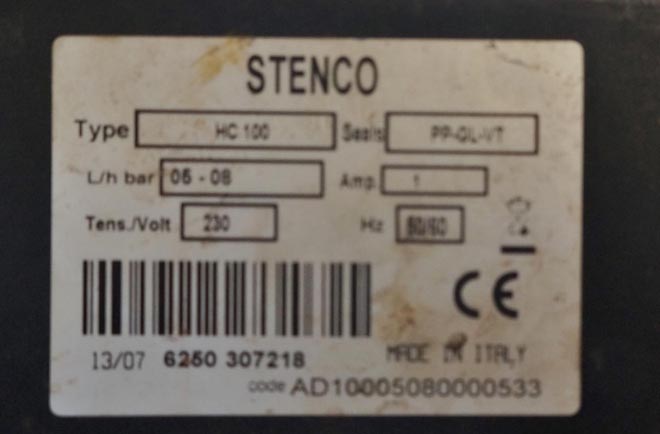 STENCO
Type HC 100 Seals PP-GL-VT
L/h bar 05 - 08 Amp. 1
Tens./Volt 230 Hz 50/60
CE
13/07 6250 307218 MADE IN ITALY
code AD10005080000533